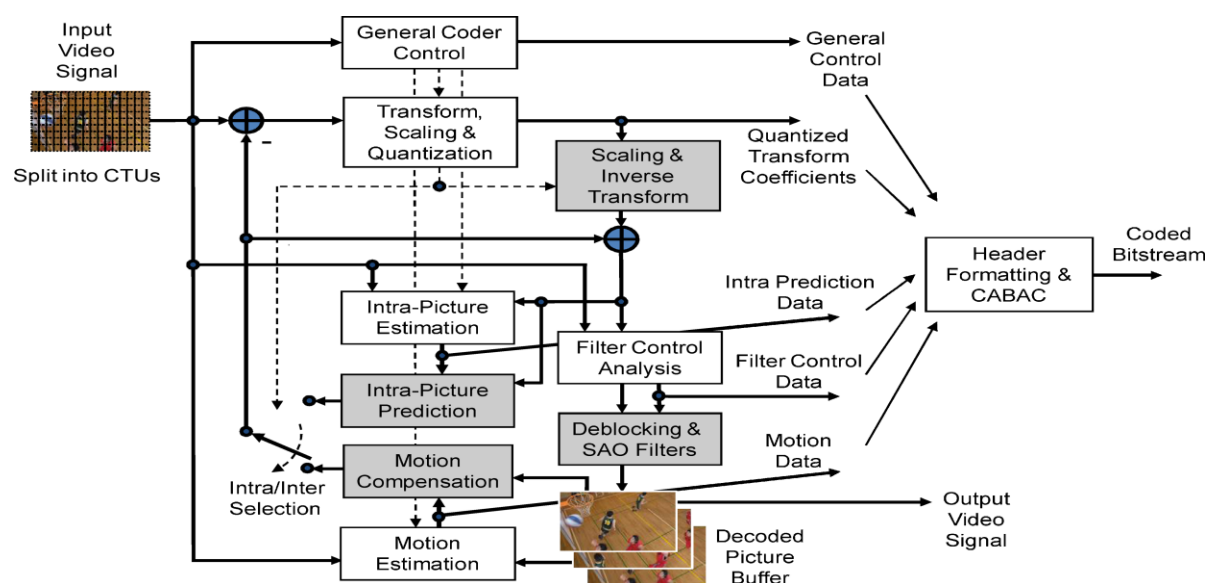 Input
Video
Signal
Split into CTUs
General Coder
Control
Transform,
Scaling &
Quantization
-
Scaling &
Inverse
Transform
General
Control
Data
Quantized
Transform
Coefficients
Intra-Picture
Estimation
Filter Control
Analysis
Intra-Picture
Prediction
Deblocking &
SAO Filters
Motion
Compensation
Intra/Inter
Selection
Motion
Estimation
Intra Prediction
Data
Filter Control
Data
Motion
Data
Header
Formatting &
CABAC
Coded
Bitstream
Output
Video
Signal
Decoded
Picture
Buffer